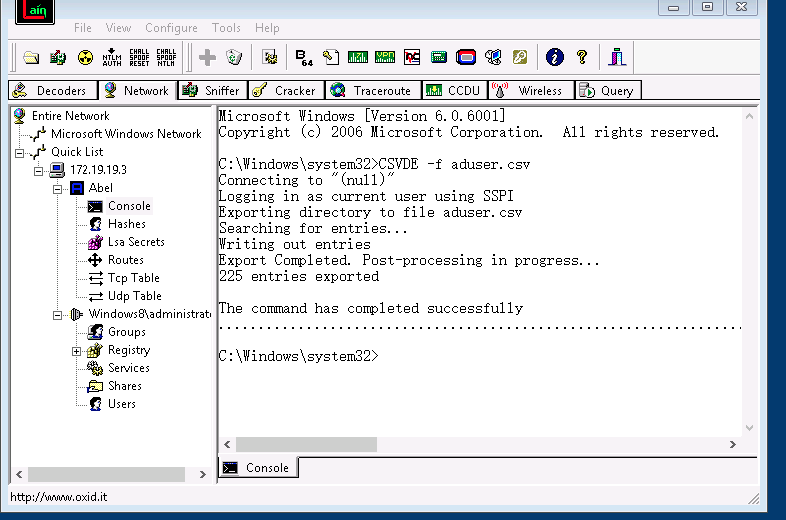 ain
File View Configure Tools Help
NTLM AUTH
CHALL SPOOF RESET
CHALL SPOOF NTLM
B 64
Decoders Network Sniffer Cracker Traceroute CCDU Wireless Query
Entire Network
Microsoft Windows Network
Quick List
172.19.19.3
Abel
Console
Hashes
Lsa Secrets
Routes
Tcp Table
Udp Table
Windows8\administrat
Groups
Registry
Services
Shares
Users
Microsoft Windows [Version 6.0.6001]
Copyright (c) 2006 Microsoft Corporation.  All rights reserved.
C:\Windows\system32>CSVDE -f aduser.csv
Connecting to "(null)"
Logging in as current user using SSPI
Exporting directory to file aduser.csv
Searching for entries...
Writing out entries
Export Completed. Post-processing in progress...
225 entries exported
The command has completed successfully
C:\Windows\system32>
Console
http://www.oxid.it